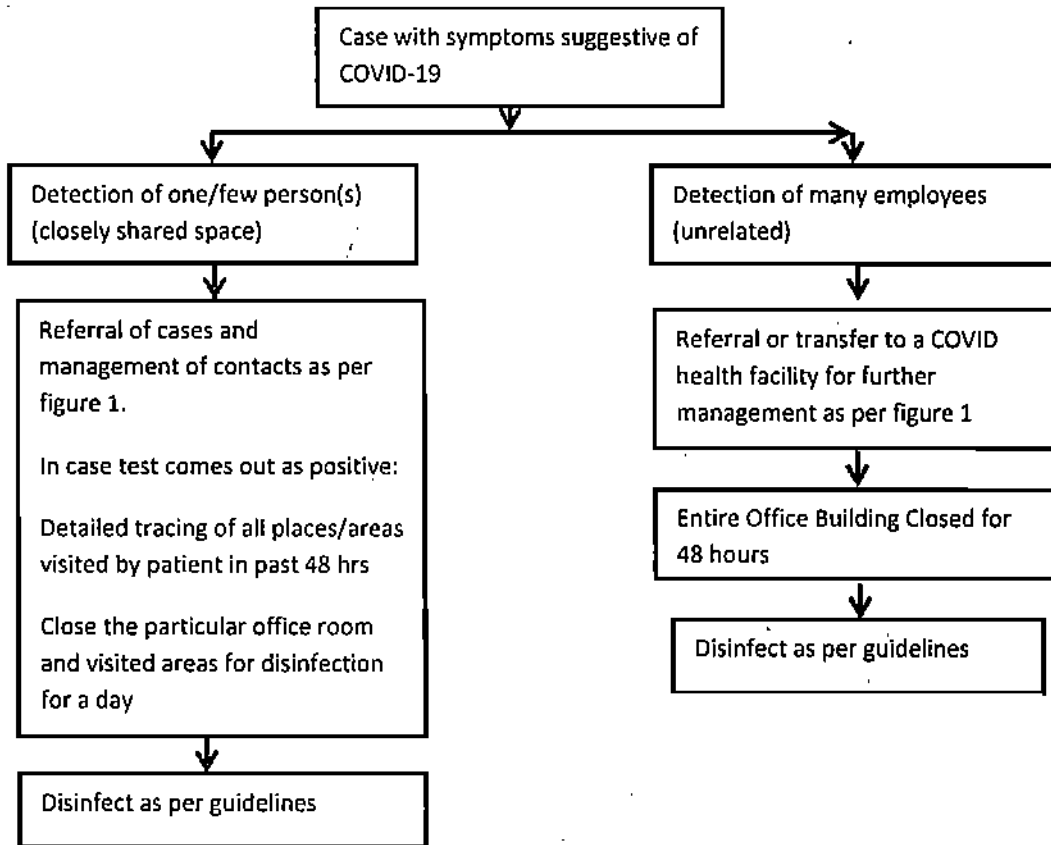 Case with symptoms suggestive of
COVID-19
Detection of one/few person(s)
(closely shared space)
Referral of cases and
management of contacts as per
figure 1.
In case test comes out as positive:
Detailed tracing of all places/areas
visited by patient in past 48 hrs
Close the particular office room
and visited areas for disinfection
for a day
Disinfect as per guidelines
Detection of many employees
(unrelated)
Referral or transfer to a COVID
health facility for further
management as per figure 1
Entire Office Building Closed for
48 hours
Disinfect as per guidelines